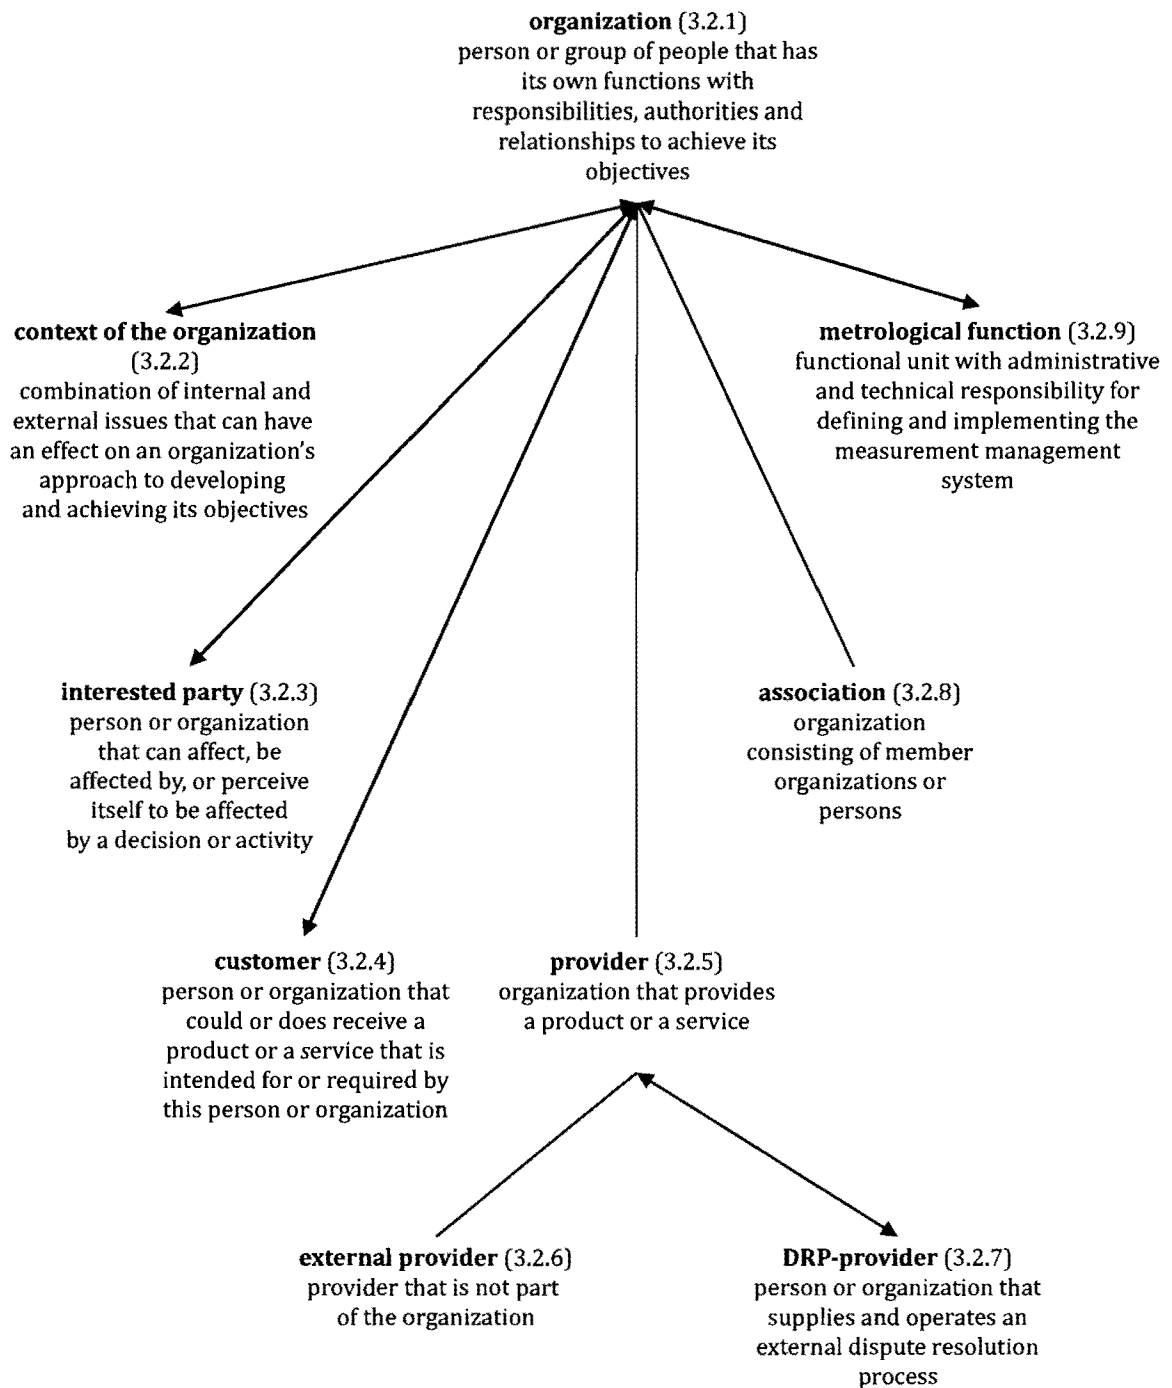 organization (3.2.1)
person or group of people that has
its own functions with
responsibilities, authorities and
relationships to achieve its
objectives
context of the organization
(3.2.2)
combination of internal and
external issues that can have
an effect on an organization's
approach to developing
and achieving its objectives
metrological function (3.2.9)
functional unit with administrative
and technical responsibility for
defining and implementing the
measurement management
system
interested party (3.2.3)
person or organization
that can affect, be
affected by, or perceive
itself to be affected
by a decision or activity
association (3.2.8)
organization
consisting of member
organizations or
persons
customer (3.2.4)
person or organization that
could or does receive a
product or a service that is
intended for or required by
this person or organization
provider (3.2.5)
organization that provides
a product or a service
external provider (3.2.6)
provider that is not part
of the organization
DRP-provider (3.2.7)
person or organization that
supplies and operates an
external dispute resolution
process